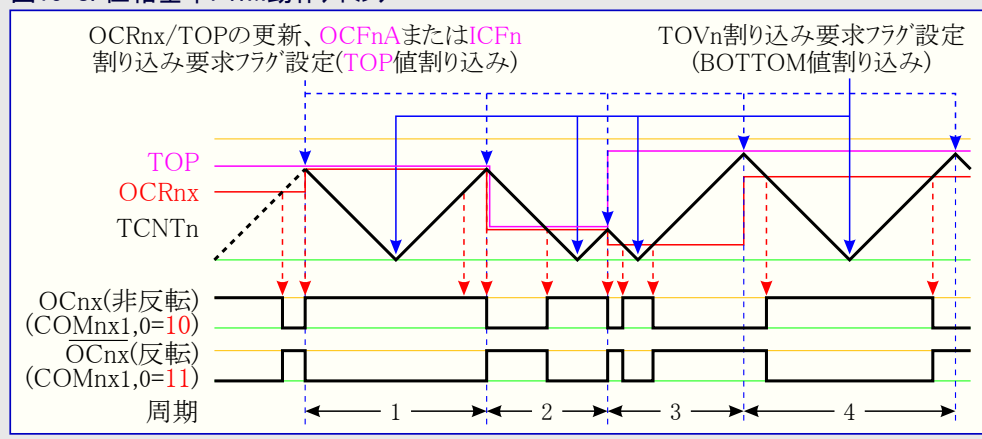 OCRnx/TOPの更新、OCFnAまたはICFn
割り込み要求フラグ設定(TOP値割り込み)
TOVn割り込み要求フラグ設定
(BOTTOM値割り込み)
TOP
OCRnx
TCNTn
OCnx(非反転)
(COMnx1,0=10)
OCnx(反転)
(COMnx1,0=11)
周期
1
2
3
4